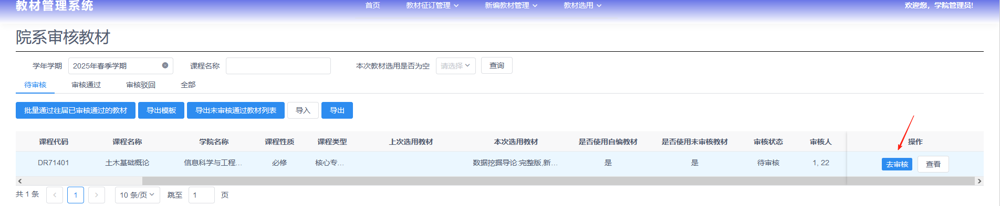 教材管理系统 首页 教材征订管理 新编教材管理 教材选用 欢迎您，学院管理员!
院系审核教材
学年学期 2025年春季学期 课程名称 本次教材选用是否为空 请选择 查询
待审核 审核通过 审核驳回 全部
批量通过往届已审核通过的教材 导出模板 导出未审核通过教材列表 导入 导出
课程代码 课程名称 学院名称 课程性质 课程类型 上次选用教材 本次选用教材 是否使用自编教材 是否使用未审核教材 审核状态 审核人 操作
DR71401 土木基础概论 信息科学与工程... 必修 核心专... 数据挖掘导论:完整版,新... 是 是 待审核 1, 22 去审核 查看
共 1 条 1 10 条/页 跳至 1 页